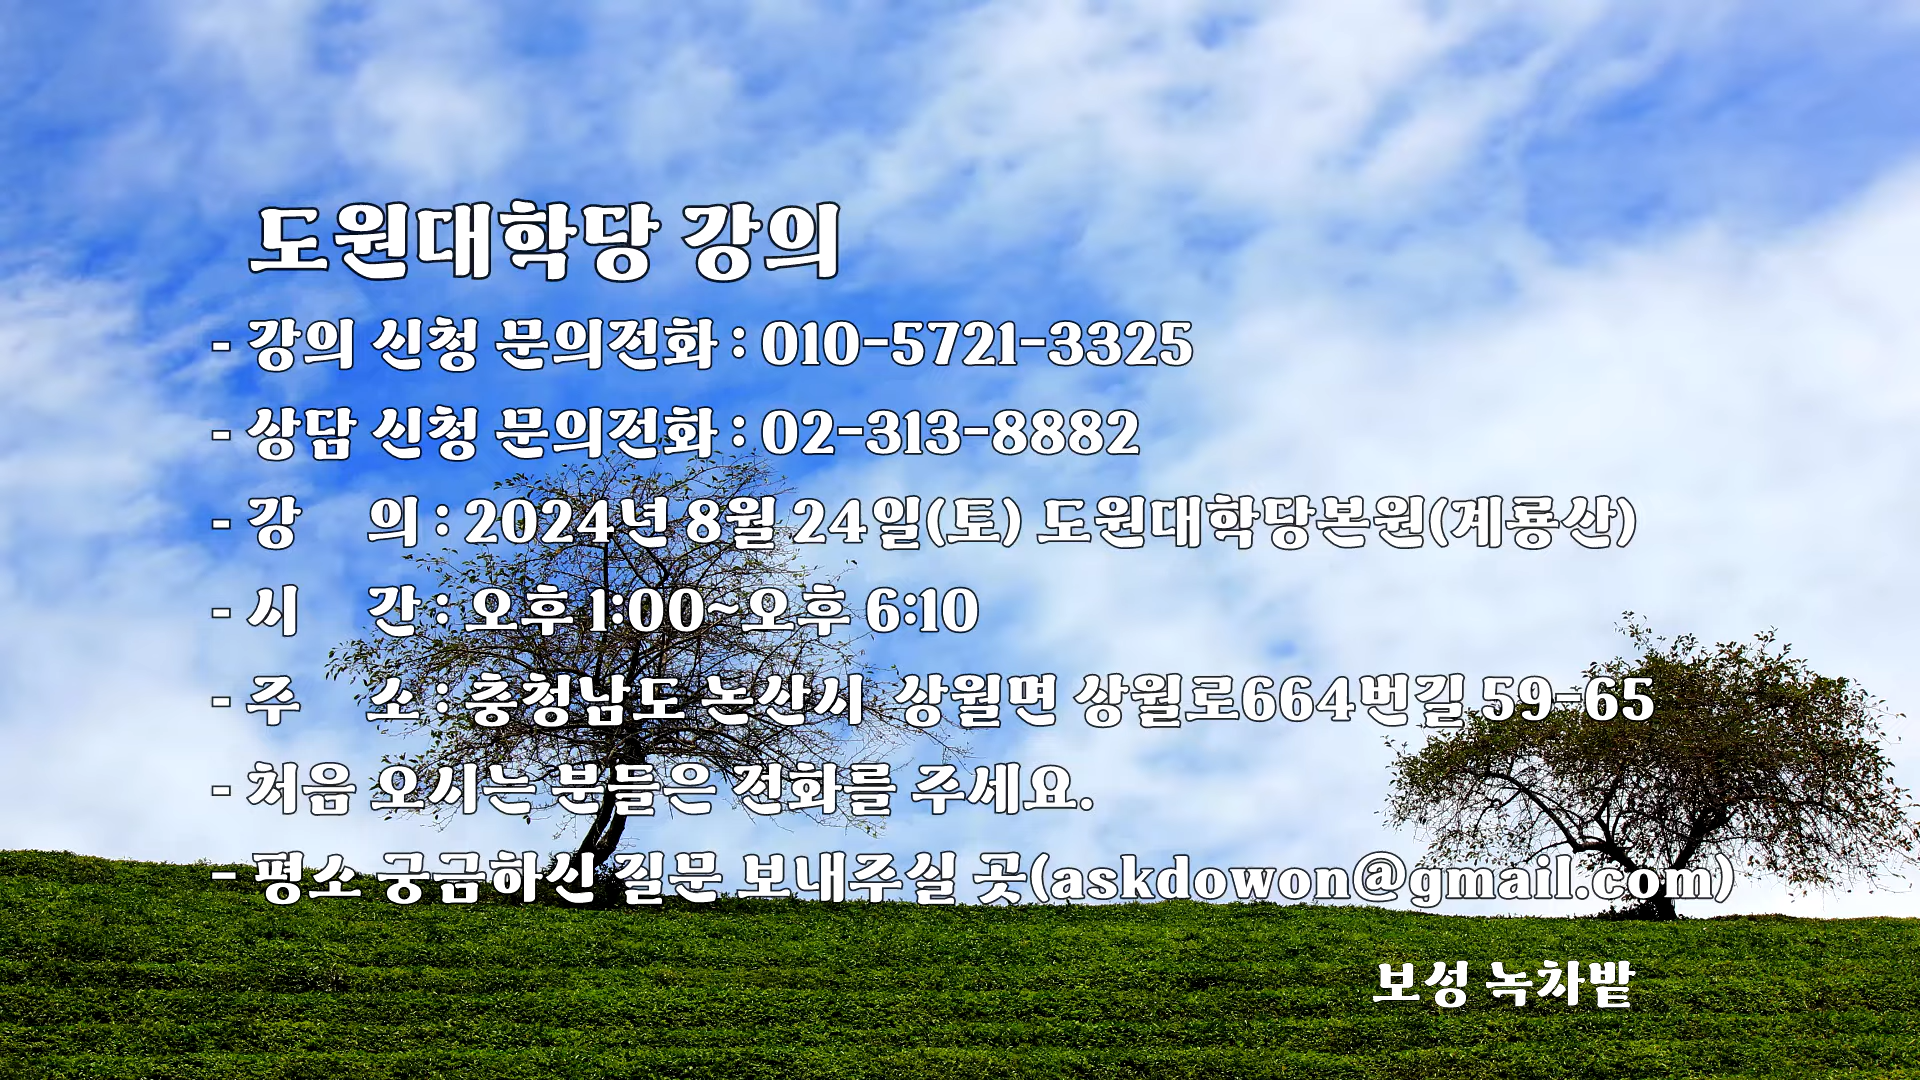 도원대학당 강의
- 강의 신청 문의전화 : 010-5721-3325
- 상담 신청 문의전화 : 02-313-8882
- 강 의 : 2024년 8월 24일(토) 도원대학당본원(계룡산)
- 시 간 : 오후 1:00~오후 6:10
- 주 소 : 충청남도 논산시 상월면 상월로664번길 59-65
- 처음 오시는 분들은 전화를 주세요.
- 평소 궁금하신 질문 보내주실 곳(askdowon@gmail.com)
보성 녹차밭